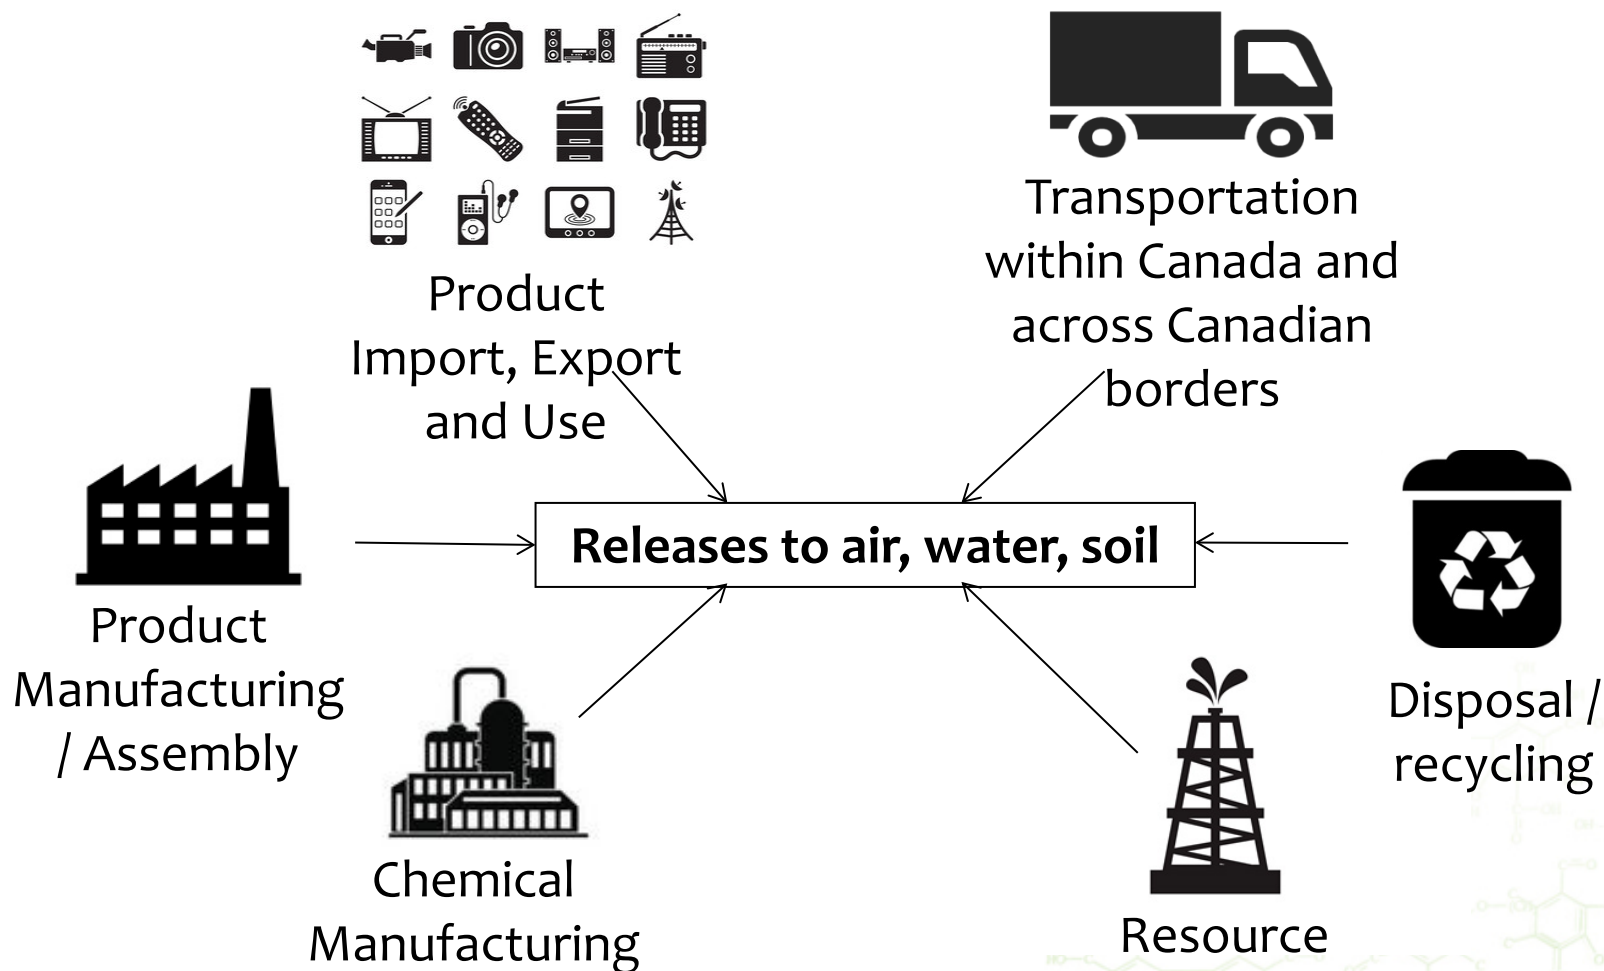 Product
Import, Export
and Use
Transportation
within Canada and
across Canadian
borders
Releases to air, water, soil
Product
Manufacturing
/ Assembly
Disposal /
recycling
Chemical
Manufacturing
Resource